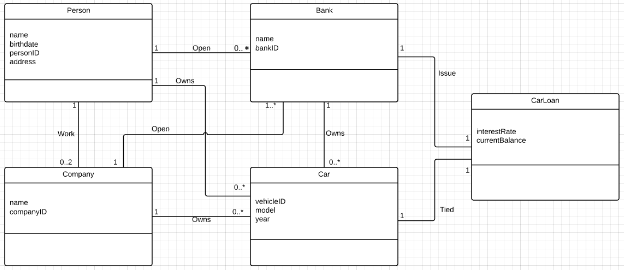 Person
name
birthdate
personID
address
Bank
name
bankID
1
Open
0..*
1
Owns
1
Issue
CarLoan
interestRate
currentBalance
1
1
1
Work
0..2
Open
1
1..*
1
Owns
0..*
Company
name
companyID
Car
vehicleID
model
year
0..*
1
Owns
0..*
1
Tied